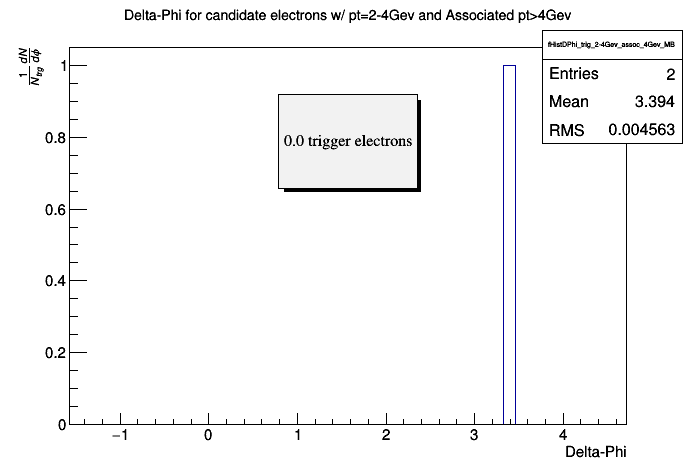 Delta-Phi for candidate electrons w/ pt=2-4Gev and Associated pt>4Gev
fHistDPhi_trig_2-4Gev_assoc_4Gev_MB
Entries 2
Mean 3.394
RMS 0.004563
1 dN
N_trg dϕ
0.0 trigger electrons
1
0.8
0.6
0.4
0.2
0
−1 0 1 2 3 4
Delta-Phi